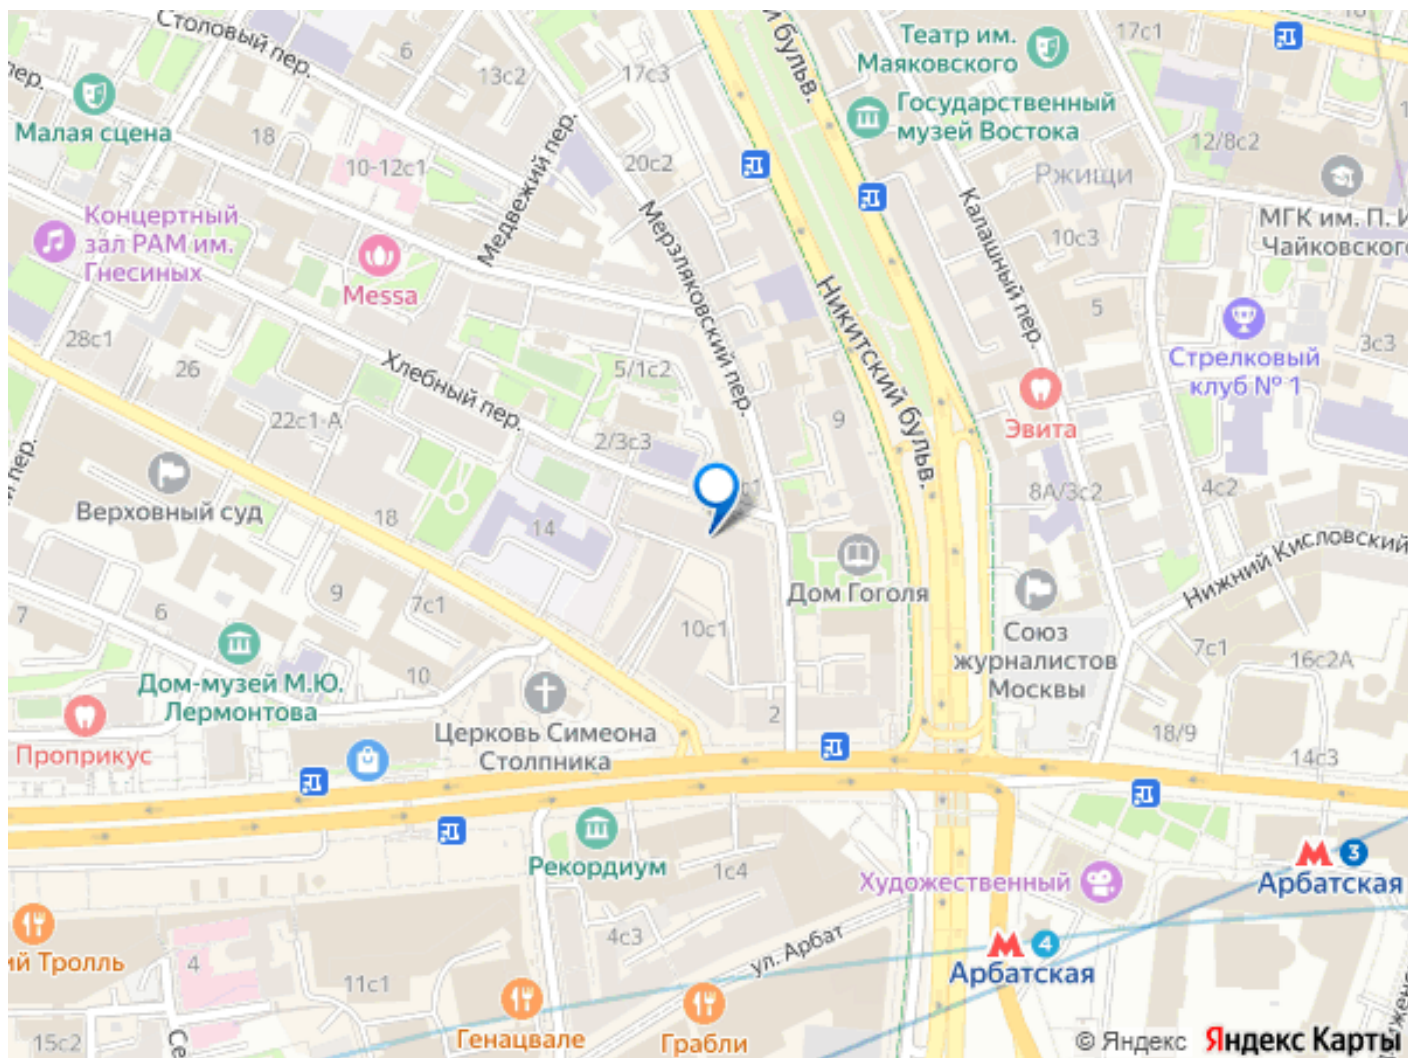 Столовый пер.
6
13с2
17с3
й бульв.
Театр им.
Маяковского
17с1
Государственный
музей Востока
12/8с2
пер.
Малая сцена
18
10-12с1
Медвежий пер.
20с2
Ржищи
МГК им. П. И
Чайковского
Концертный
зал РАМ им.
Гнесиных
Messa
Мерзляковский пер.
Калашный пер.
10с3
5
Никитский бульв.
28с1
26
Хлебный пер.
5/1с2
Стрелковый
клуб № 1
3с3
22с1-А
2/3с3
9
Эвита
й пер.
Верховный суд
18
14
с1
8А/3с2
4с2
Нижний Кисловский
Дом Гоголя
7
6
9
7с1
10с1
Союз
журналистов
Москвы
7с1
16с2А
Дом-музей М.Ю.
Лермонтова
10
Проприкус
Церковь Симеона
Столпника
2
18/9
14с3
Рекордиум
1с4
Художественный
3
Арбатская
4с3
ул. Арбат
4
Арбатская
ий Тролль
4
11с1
Генацвале
Грабли
15с2
Се
© Яндекс
Яндекс Карты